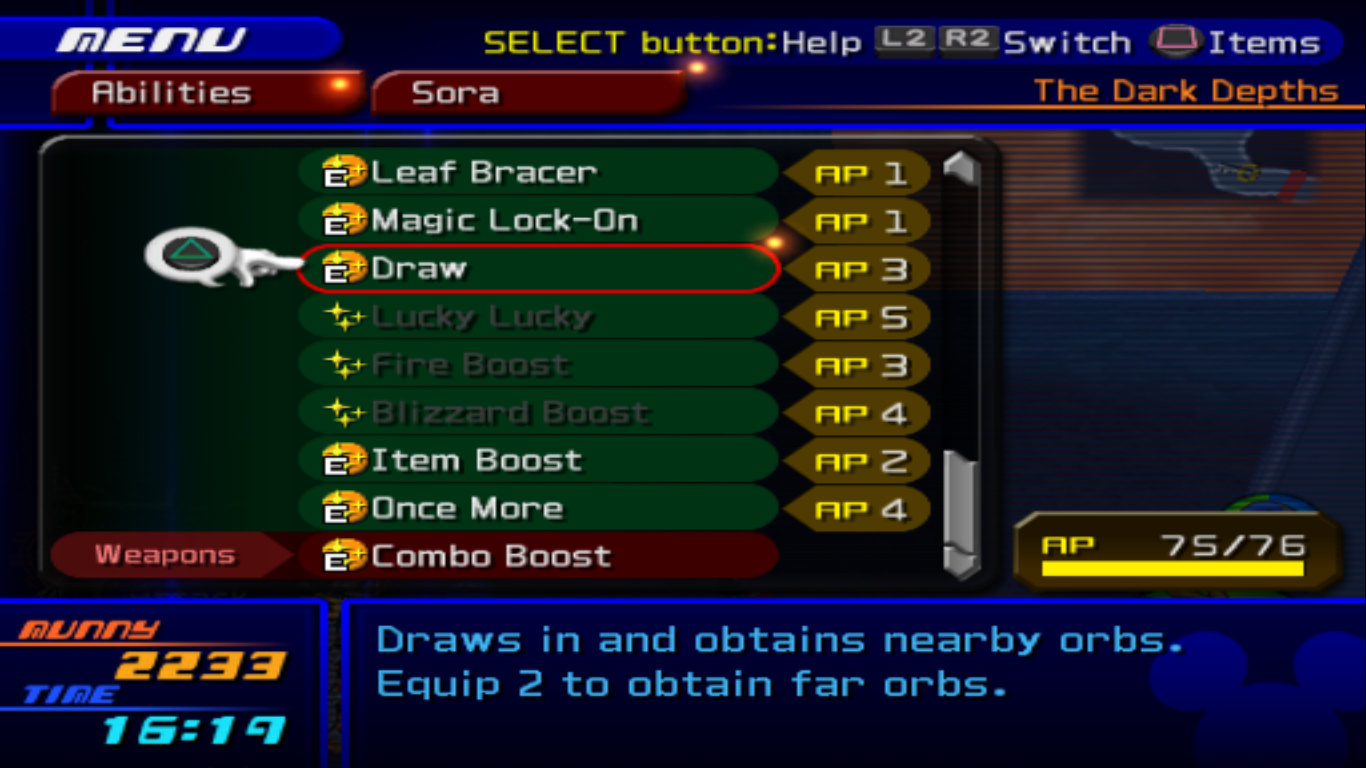 MENU
SELECT button:Help L2 R2 Switch Items
Abilities
Sora
The Dark Depths
E Leaf Bracer AP 1
E Magic Lock-On AP 1
E Draw AP 3
Lucky Lucky AP 5
Fire Boost AP 3
Blizzard Boost AP 4
E Item Boost AP 2
E Once More AP 4
Weapons E Combo Boost
AP 75/76
MUNNY
2233
TIME
16:19
Draws in and obtains nearby orbs.
Equip 2 to obtain far orbs.